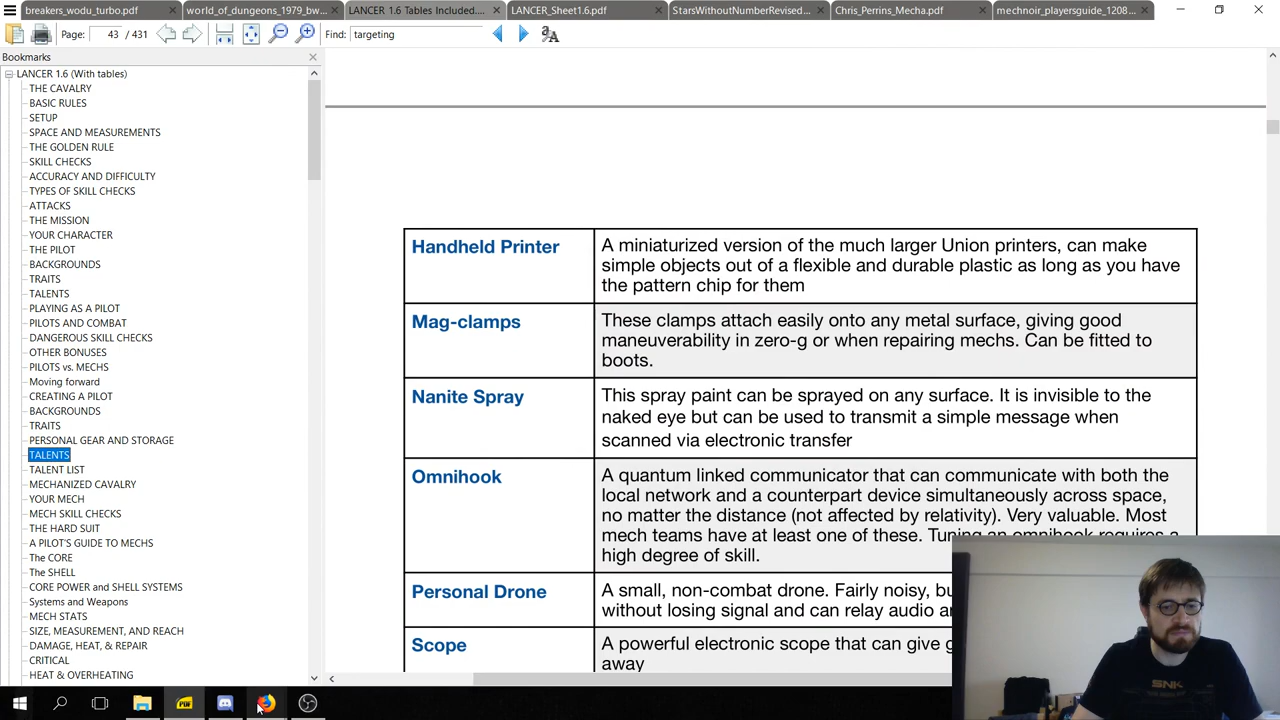 breakers_wodu_turbo.pdf
world_of_dungeons_1979_bw...
LANCER 1.6 Tables Included....
LANCER_Sheet1.6.pdf
StarsWithoutNumberRevised...
Chris_Perrins_Mecha.pdf
mechnoir_playersguide_1208...
Page: 43 / 431
Find: targeting
Bookmarks
LANCER 1.6 (With tables)
THE CAVALRY
BASIC RULES
SETUP
SPACE AND MEASUREMENTS
THE GOLDEN RULE
SKILL CHECKS
ACCURACY AND DIFFICULTY
TYPES OF SKILL CHECKS
ATTACKS
THE MISSION
YOUR CHARACTER
THE PILOT
BACKGROUNDS
TRAITS
TALENTS
PLAYING AS A PILOT
PILOTS AND COMBAT
DANGEROUS SKILL CHECKS
OTHER BONUSES
PILOTS vs. MECHS
Moving forward
CREATING A PILOT
BACKGROUNDS
TRAITS
PERSONAL GEAR AND STORAGE
TALENTS
TALENT LIST
MECHANIZED CAVALRY
YOUR MECH
MECH SKILL CHECKS
THE HARD SUIT
A PILOT'S GUIDE TO MECHS
The CORE
The SHELL
CORE POWER and SHELL SYSTEMS
Systems and Weapons
MECH STATS
SIZE, MEASUREMENT, AND REACH
DAMAGE, HEAT, & REPAIR
CRITICAL
HEAT & OVERHEATING
Handheld Printer
A miniaturized version of the much larger Union printers, can make
simple objects out of a flexible and durable plastic as long as you have
the pattern chip for them
Mag-clamps
These clamps attach easily onto any metal surface, giving good
maneuverability in zero-g or when repairing mechs. Can be fitted to
boots.
Nanite Spray
This spray paint can be sprayed on any surface. It is invisible to the
naked eye but can be used to transmit a simple message when
scanned via electronic transfer
Omnihook
A quantum linked communicator that can communicate with both the
local network and a counterpart device simultaneously across space,
no matter the distance (not affected by relativity). Very valuable. Most
mech teams have at least one of these. Tuning an omnihook requires a
high degree of skill.
Personal Drone
A small, non-combat drone. Fairly noisy, bu
without losing signal and can relay audio a
Scope
A powerful electronic scope that can give g
away
SNK